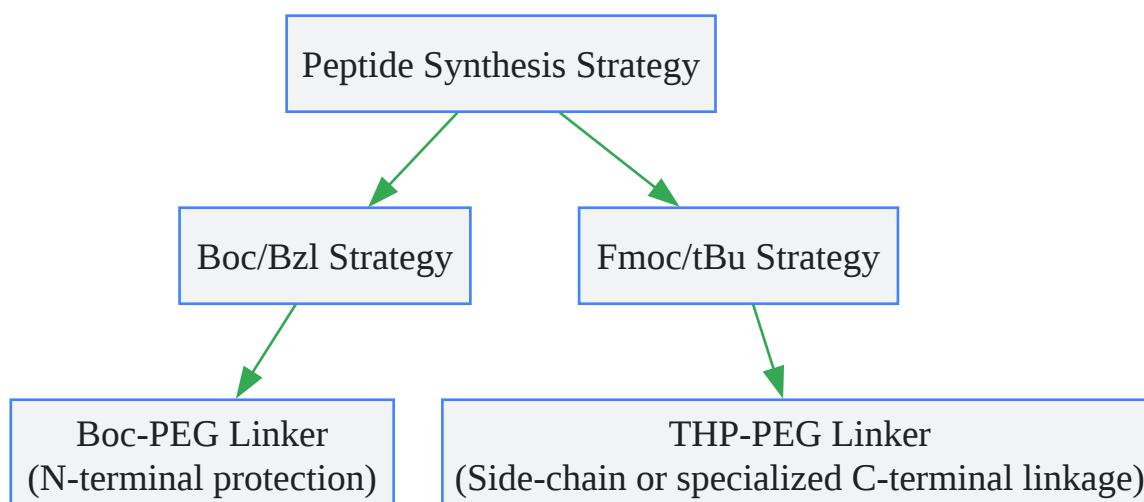 Peptide Synthesis Strategy
Boc/Bzl Strategy
Fmoc/tBu Strategy
Boc-PEG Linker
(N-terminal protection)
THP-PEG Linker
(Side-chain or specialized C-terminal linkage)